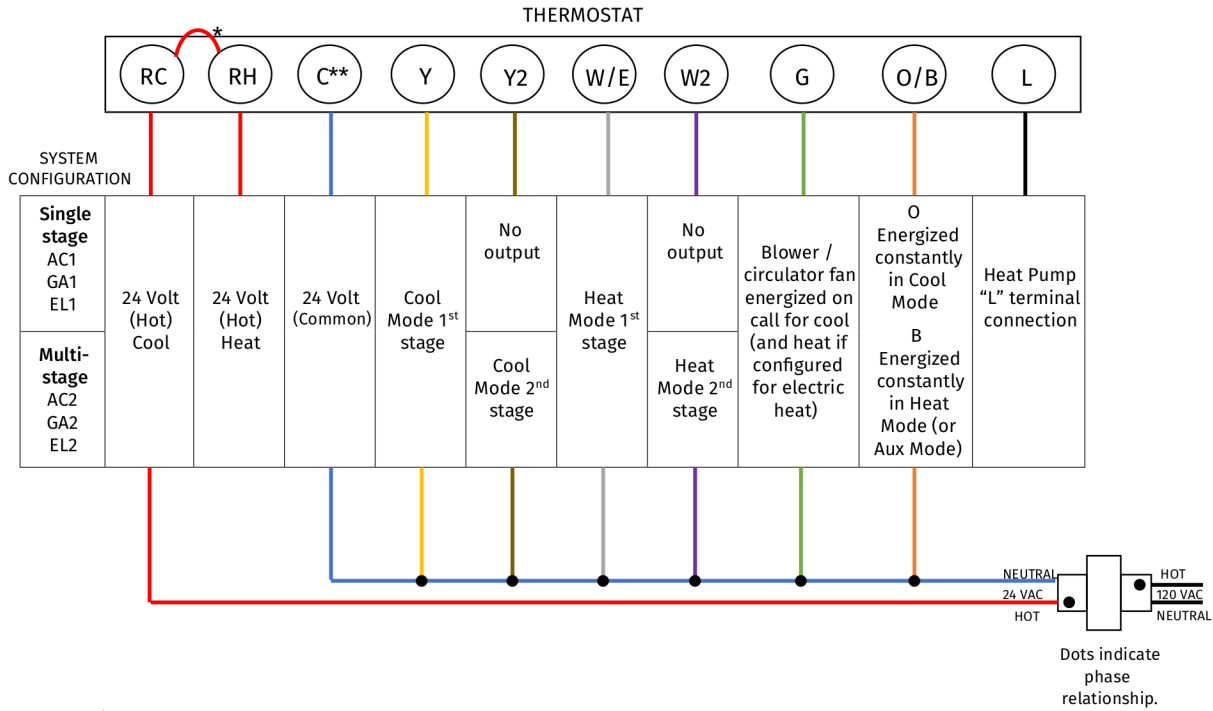 THERMOSTAT
*
RC
RH
C**
Y
Y2
W/E
W2
G
O/B
L
SYSTEM
CONFIGURATION
Single
stage
AC1
GA1
EL1
Multi-
stage
AC2
GA2
EL2
24 Volt
(Hot)
Cool
24 Volt
(Hot)
Heat
24 Volt
(Common)
Cool
Mode 1st
stage
No
output
Cool
Mode 2nd
stage
Heat
Mode 1st
stage
No
output
Heat
Mode 2nd
stage
Blower /
circulator fan
energized on
call for cool
(and heat if
configured
for electric
heat)
O
Energized
constantly
in Cool
Mode
B
Energized
constantly
in Heat
Mode (or
Aux Mode)
Heat Pump
“L” terminal
connection
NEUTRAL
24 VAC
HOT
HOT
120 VAC
NEUTRAL
Dots indicate
phase
relationship.